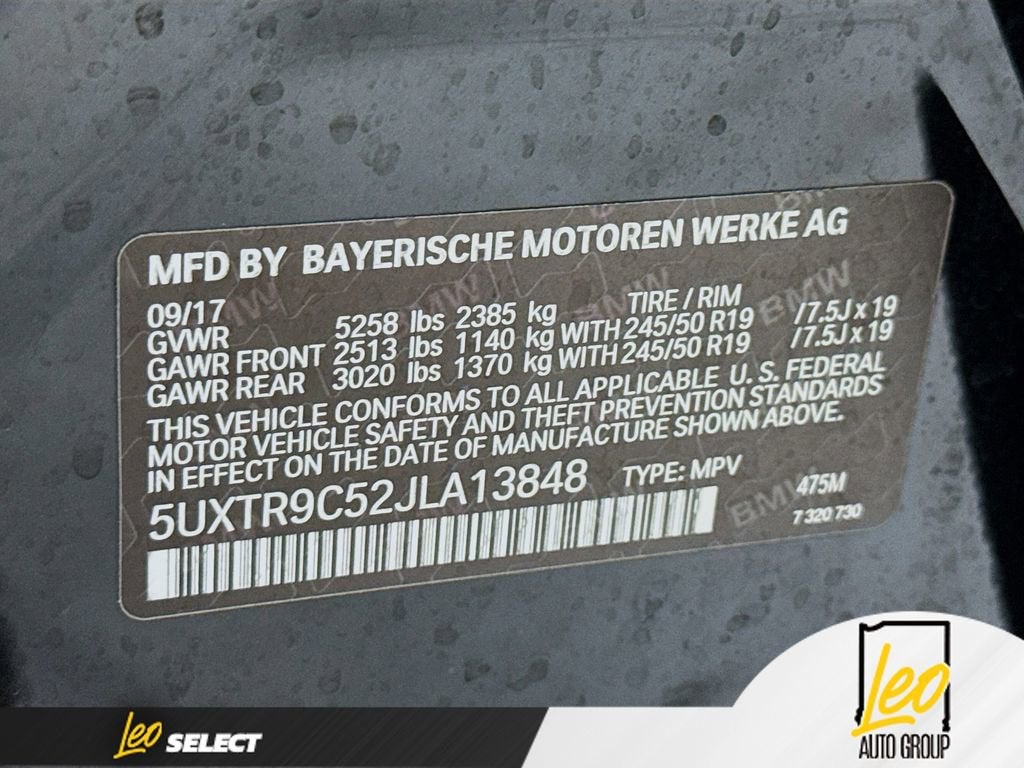 MFD BY BAYERISCHE MOTOREN WERKE AG
09/17 TIRE / RIM
GVWR 5258 lbs 2385 kg
GAWR FRONT 2513 lbs 1140 kg WITH 245/50 R19 /7.5J x 19
GAWR REAR 3020 lbs 1370 kg WITH 245/50 R19 /7.5J x 19
THIS VEHICLE CONFORMS TO ALL APPLICABLE U. S. FEDERAL
MOTOR VEHICLE SAFETY AND THEFT PREVENTION STANDARDS
IN EFFECT ON THE DATE OF MANUFACTURE SHOWN ABOVE.
5UXTR9C52JLA13848 TYPE: MPV 475M
7 320 730
Leo SELECT
Leo
AUTO GROUP